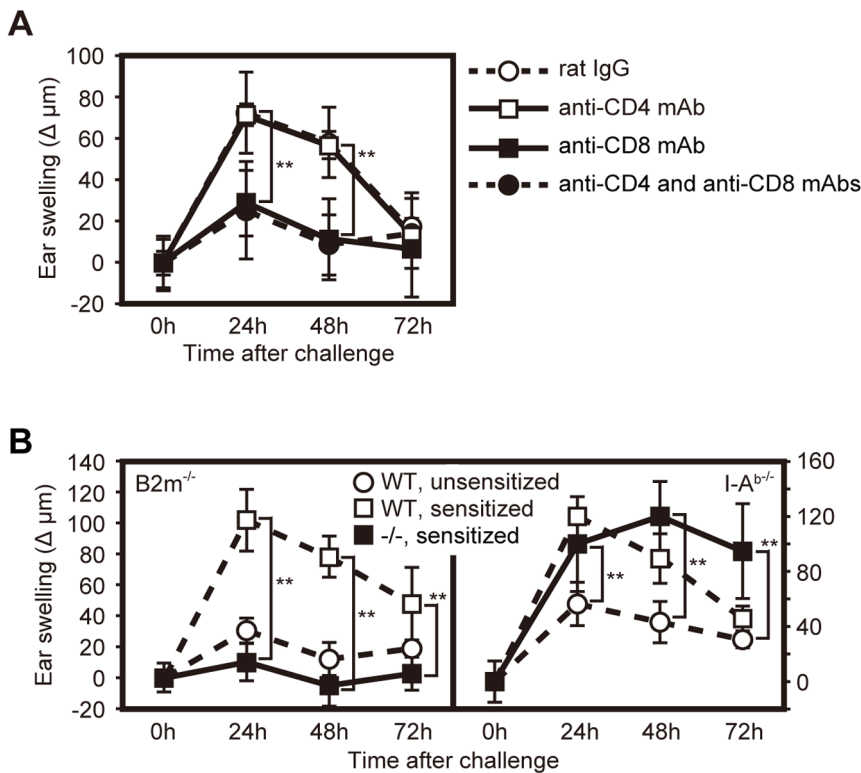 A
Ear swelling (Δ μm)
100
80
60
40
20
0
-20
**
**
0h 24h 48h 72h
Time after challenge
rat IgG
anti-CD4 mAb
anti-CD8 mAb
anti-CD4 and anti-CD8 mAbs
B
Ear swelling (Δ μm)
140
120
100
80
60
40
20
0
-20
B2m-/-
WT, unsensitized
WT, sensitized
-/-, sensitized
I-Ab-/-
160
120
80
40
0
**
**
**
**
**
**
0h 24h 48h 72h 0h 24h 48h 72h
Time after challenge